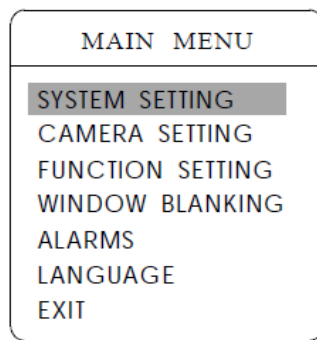 MAIN MENU
SYSTEM SETTING
CAMERA SETTING
FUNCTION SETTING
WINDOW BLANKING
ALARMS
LANGUAGE
EXIT